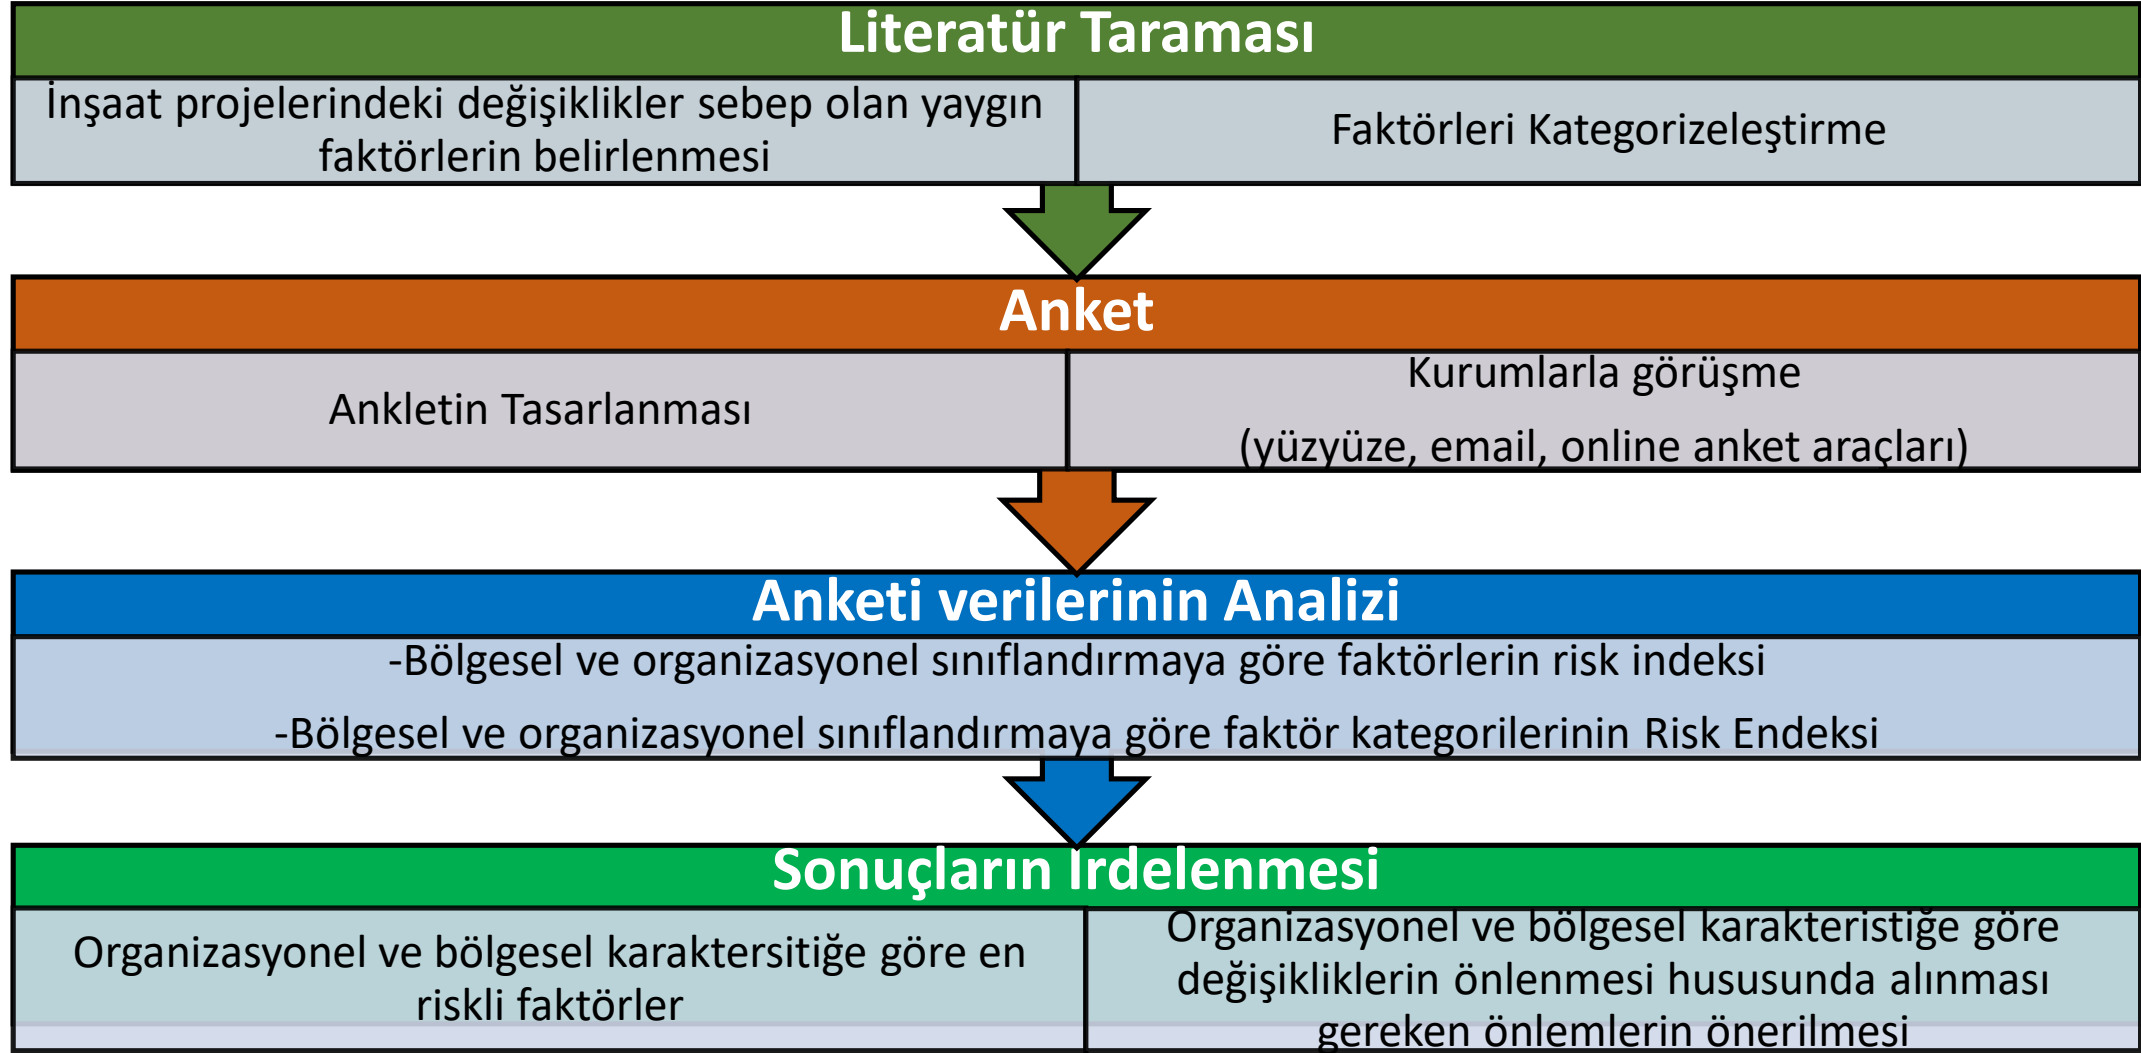 Literatür Taraması
İnşaat projelerindeki değişiklikler sebep olan yaygın
faktörlerin belirlenmesi
Faktörleri Kategorizeleştirme
Anket
Ankletin Tasarlanması
Kurumlarla görüşme
(yüzyüze, email, online anket araçları)
Anketi verilerinin Analizi
-Bölgesel ve organizasyonel sınıflandırmaya göre faktörlerin risk indeksi
-Bölgesel ve organizasyonel sınıflandırmaya göre faktör kategorilerinin Risk Endeksi
Sonuçların İrdelenmesi
Organizasyonel ve bölgesel karaktersitiğe göre en
riskli faktörler
Organizasyonel ve bölgesel karakteristiğe göre
değişikliklerin önlenmesi hususunda alınması
gereken önlemlerin önerilmesi